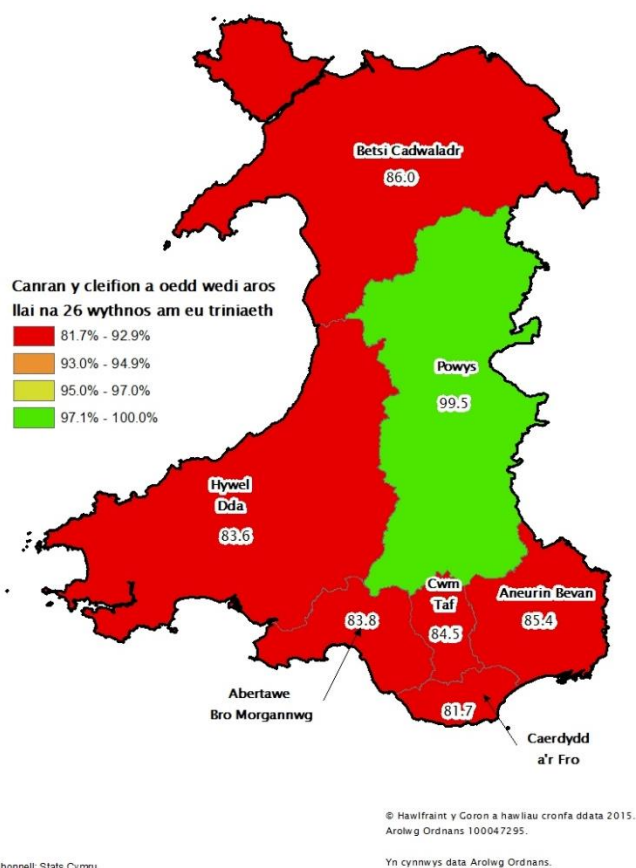 Betsi Cadwaladr
86.0
Canran y cleifion a oedd wedi aros
llai na 26 wythnos am eu triniaeth
81.7% - 92.9%
93.0% - 94.9%
95.0% - 97.0%
97.1% - 100.0%
Powys
99.5
Hywel
Dda
83.6
Cwm
Taf
84.5
Aneurin Bevan
85.4
83.8
Abertawe
Bro Morgannwg
81.7
Caerdydd
a'r Fro
© Hawlfraint y Goron a hawliau cronfa ddata 2015.
Arolwg Ordnans 100047295.
Stats Cymru
Yn cynnwys data Arolwg Ordnans.